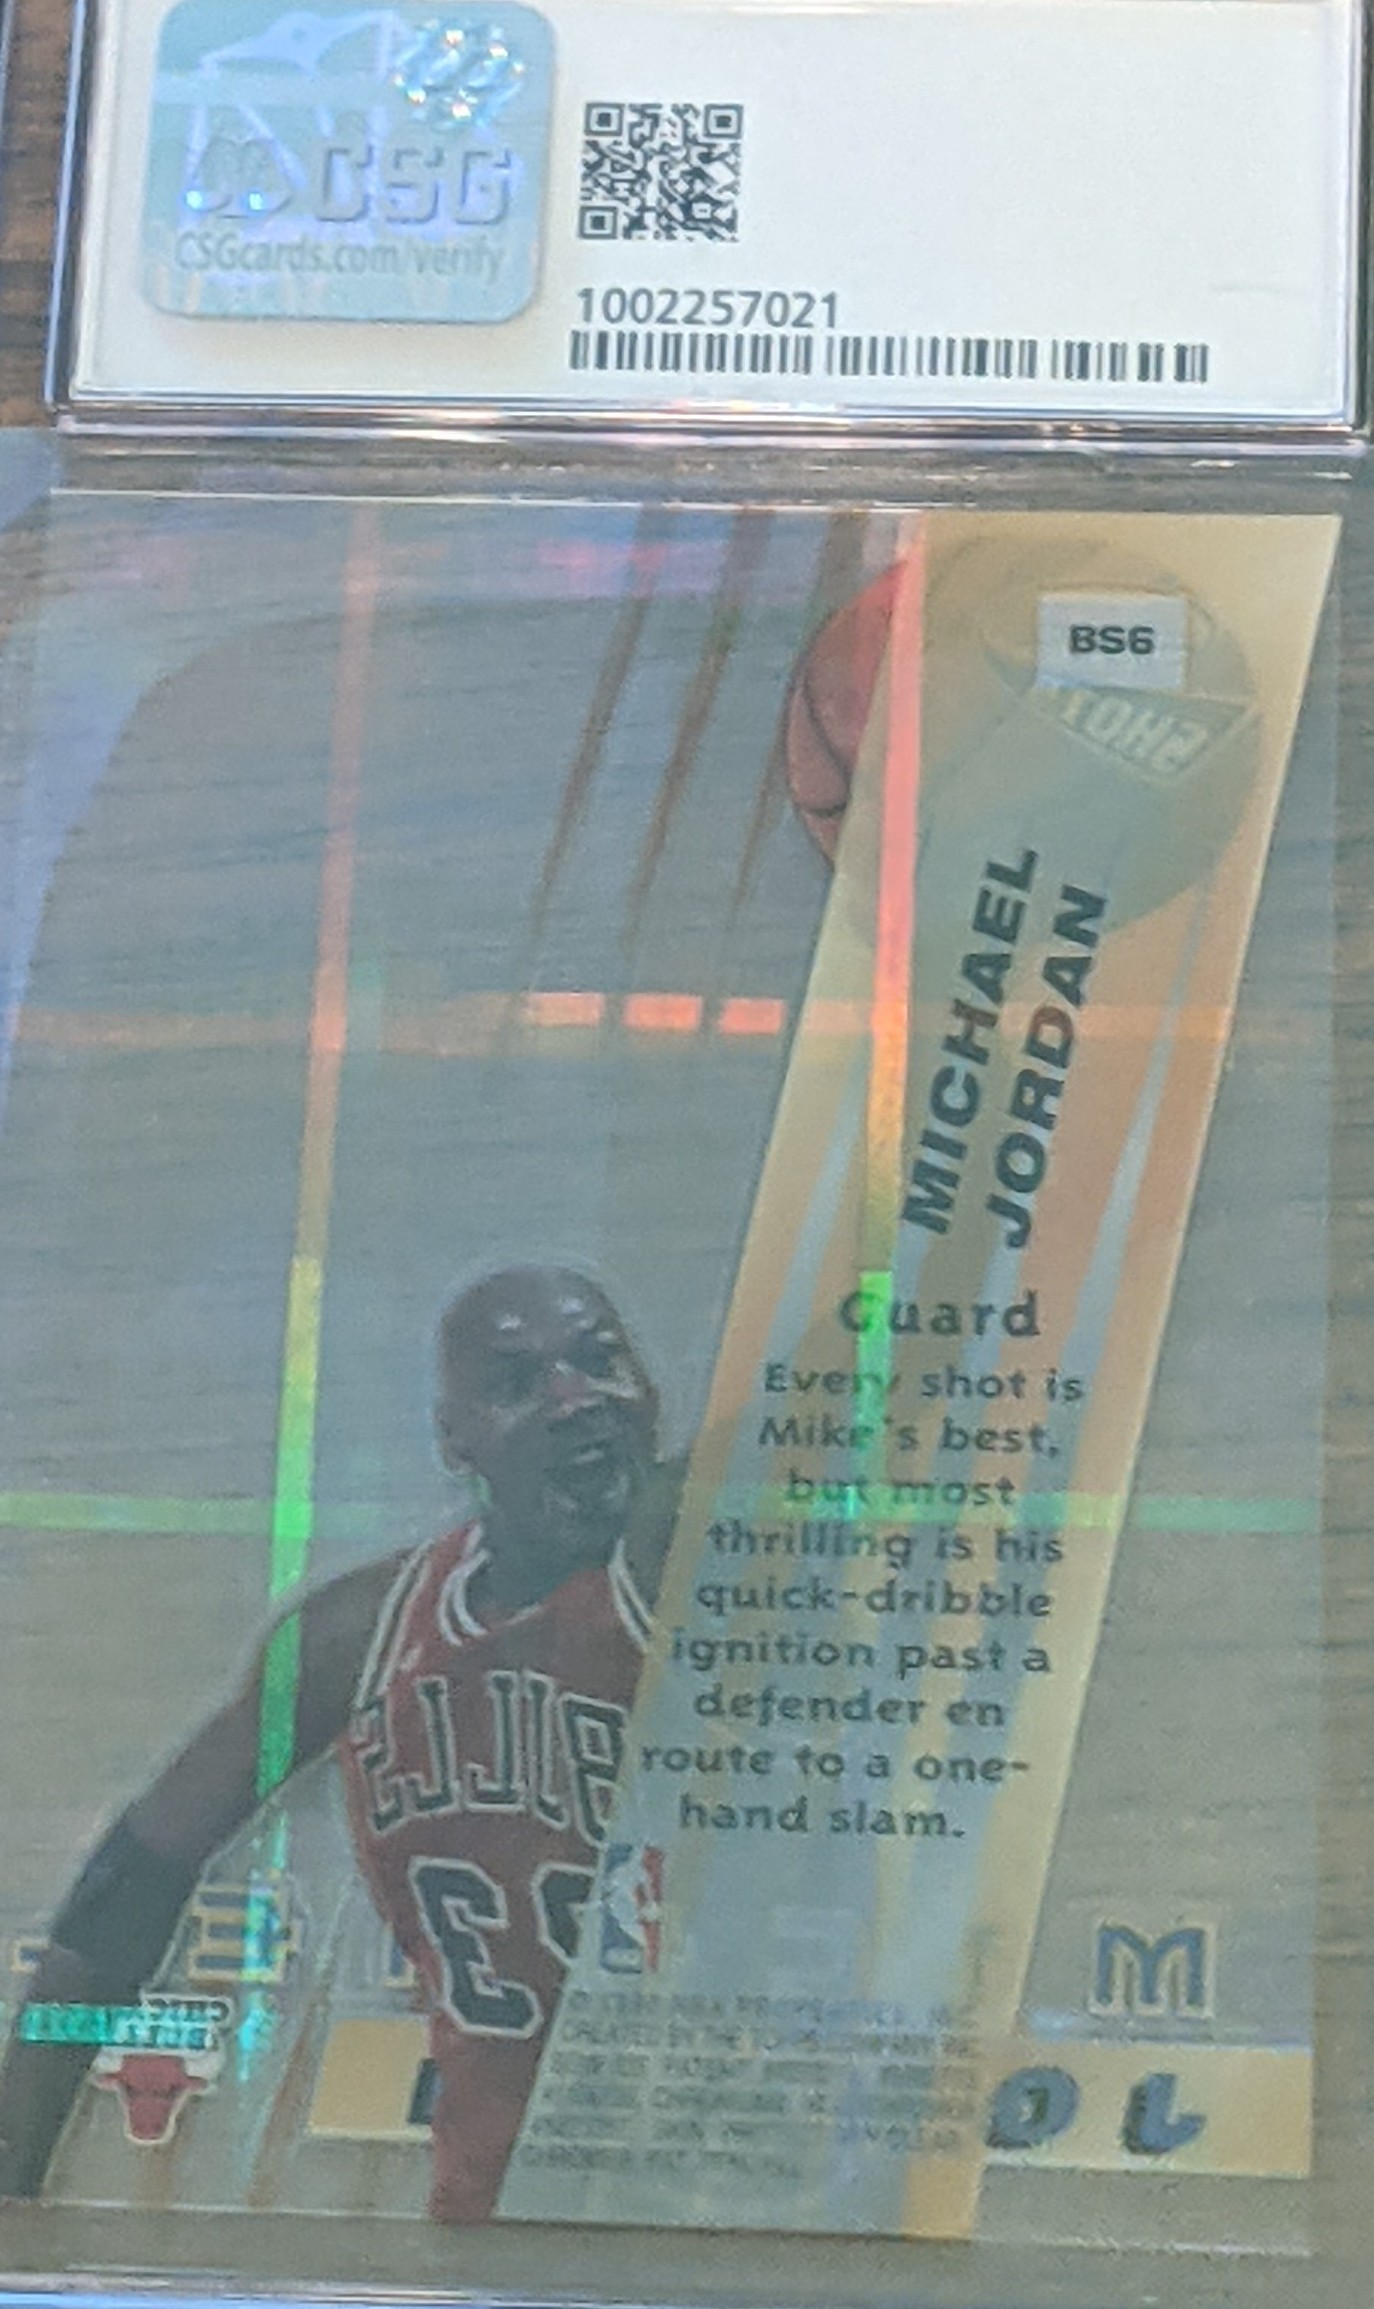 CSG
CSGcards.com/verify
1002257021
BS6
SHOT
MICHAEL
JORDAN
Guard
Every shot is
Mike's best,
but most
thrilling is his
quick-dribble
ignition past a
defender en
route to a one-
hand slam.
BULLS
23